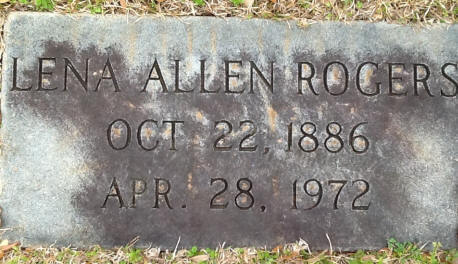 LENA ALLEN ROGERS
OCT 22, 1886
APR. 28, 1972